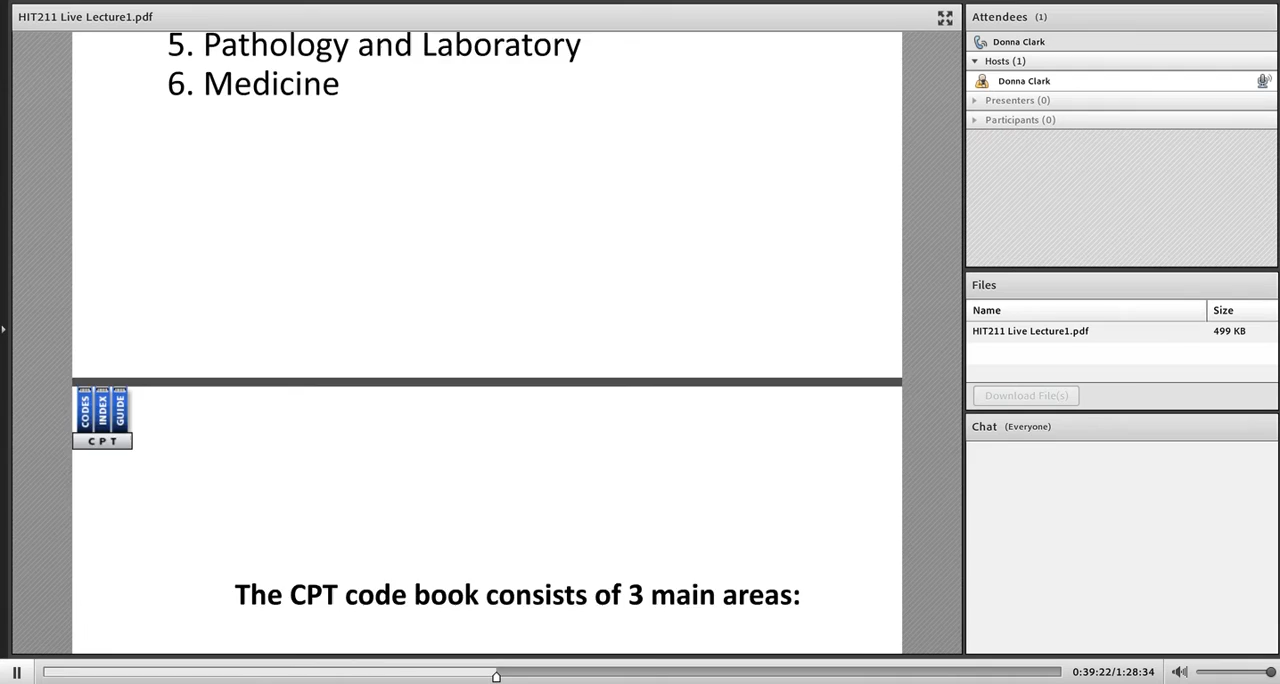 HIT211 Live Lecture1.pdf
5. Pathology and Laboratory
6. Medicine
CODES
INDEX
GUIDE
CPT
The CPT code book consists of 3 main areas:
Attendees (1)
Donna Clark
Hosts (1)
Donna Clark
Presenters (0)
Participants (0)
Files
Name Size
HIT211 Live Lecture1.pdf 499 KB
Download File(s)
Chat (Everyone)
0:39:22/1:28:34